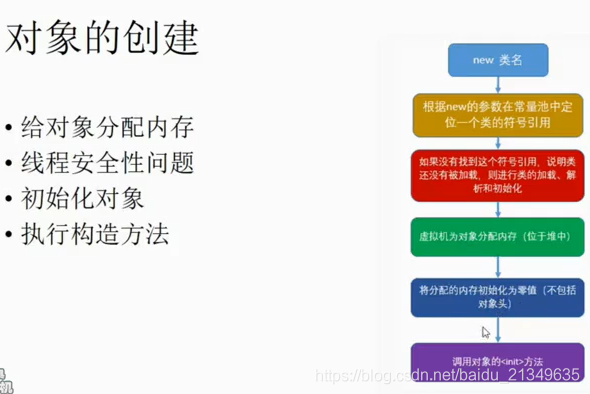 对象的创建
• 给对象分配内存
• 线程安全性问题
• 初始化对象
• 执行构造方法
new 类名
根据new的参数在常量池中定
位一个类的符号引用
如果没有找到这个符号引用，说明类
还没有被加载，则进行类的加载、解
析和初始化
虚拟机为对象分配内存（位于堆中）
将分配的内存初始化为零值（不包括
对象头）
调用对象的<init>方法
https://blog.csdn.net/baidu_21349635
机